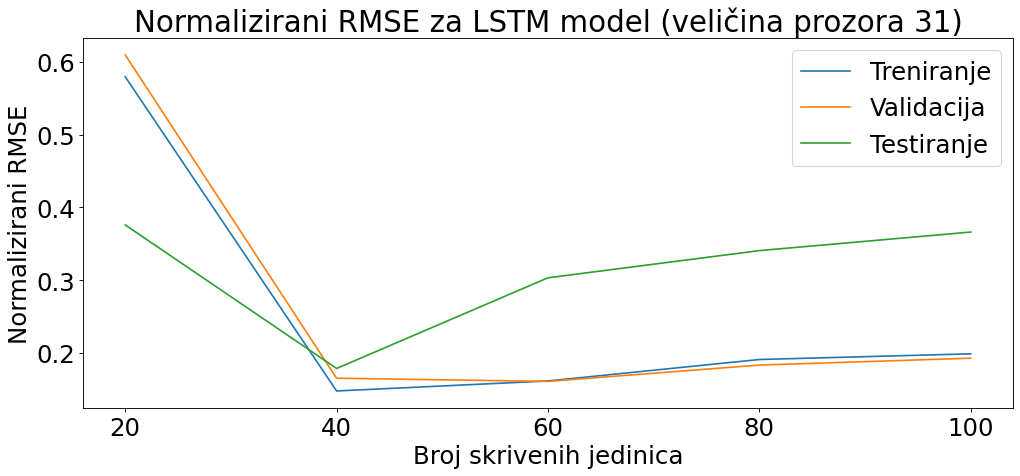 Normalizirani RMSE za LSTM model (veličina prozora 31)
Treniranje
Validacija
Testiranje
Normalizirani RMSE
0.6
0.5
0.4
0.3
0.2
20 40 60 80 100
Broj skrivenih jedinica